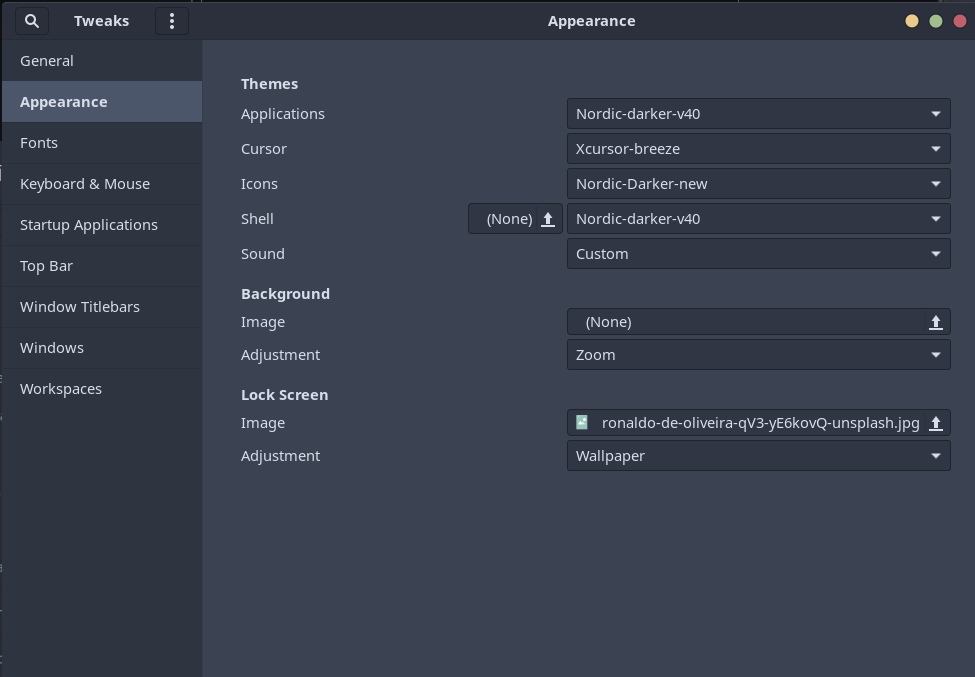 Tweaks
Appearance
General
Appearance
Fonts
Keyboard & Mouse
Startup Applications
Top Bar
Window Titlebars
Windows
Workspaces
Themes
Applications Nordic-darker-v40
Cursor Xcursor-breeze
Icons Nordic-Darker-new
Shell (None) Nordic-darker-v40
Sound Custom
Background
Image (None)
Adjustment Zoom
Lock Screen
Image ronaldo-de-oliveira-qV3-yE6kovQ-unsplash.jpg
Adjustment Wallpaper